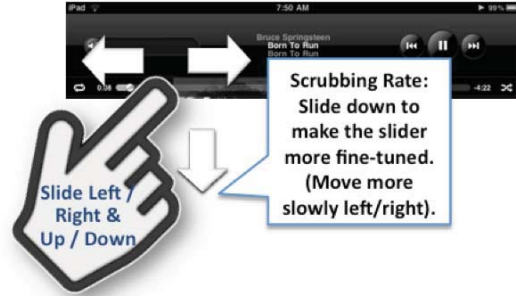 iPad 7:50 AM 99%
Bruce Springsteen
Born To Run
Born To Run
0:08 -4:22
Scrubbing Rate:
Slide down to
make the slider
more fine-tuned.
(Move more
slowly left/right).
Slide Left /
Right &
Up / Down